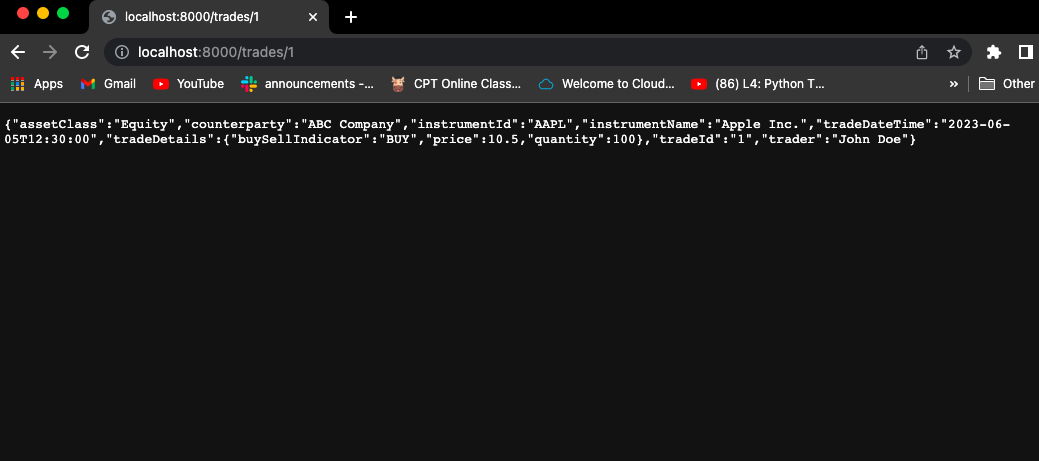 localhost:8000/trades/1
localhost:8000/trades/1
Apps Gmail YouTube announcements -... CPT Online Class... Welcome to Cloud... (86) L4: Python T... » Other
{"assetClass":"Equity","counterparty":"ABC Company","instrumentId":"AAPL","instrumentName":"Apple Inc.","tradeDateTime":"2023-06-
05T12:30:00","tradeDetails":{"buySellIndicator":"BUY","price":10.5,"quantity":100},"tradeId":"1","trader":"John Doe"}